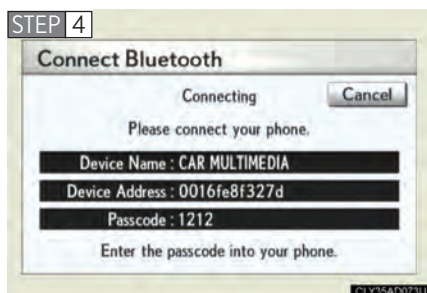 STEP 4
Connect Bluetooth
Connecting
Cancel
Please connect your phone.
Device Name : CAR MULTIMEDIA
Device Address : 0016fe8f327d
Passcode : 1212
Enter the passcode into your phone.
CLY35AD073U